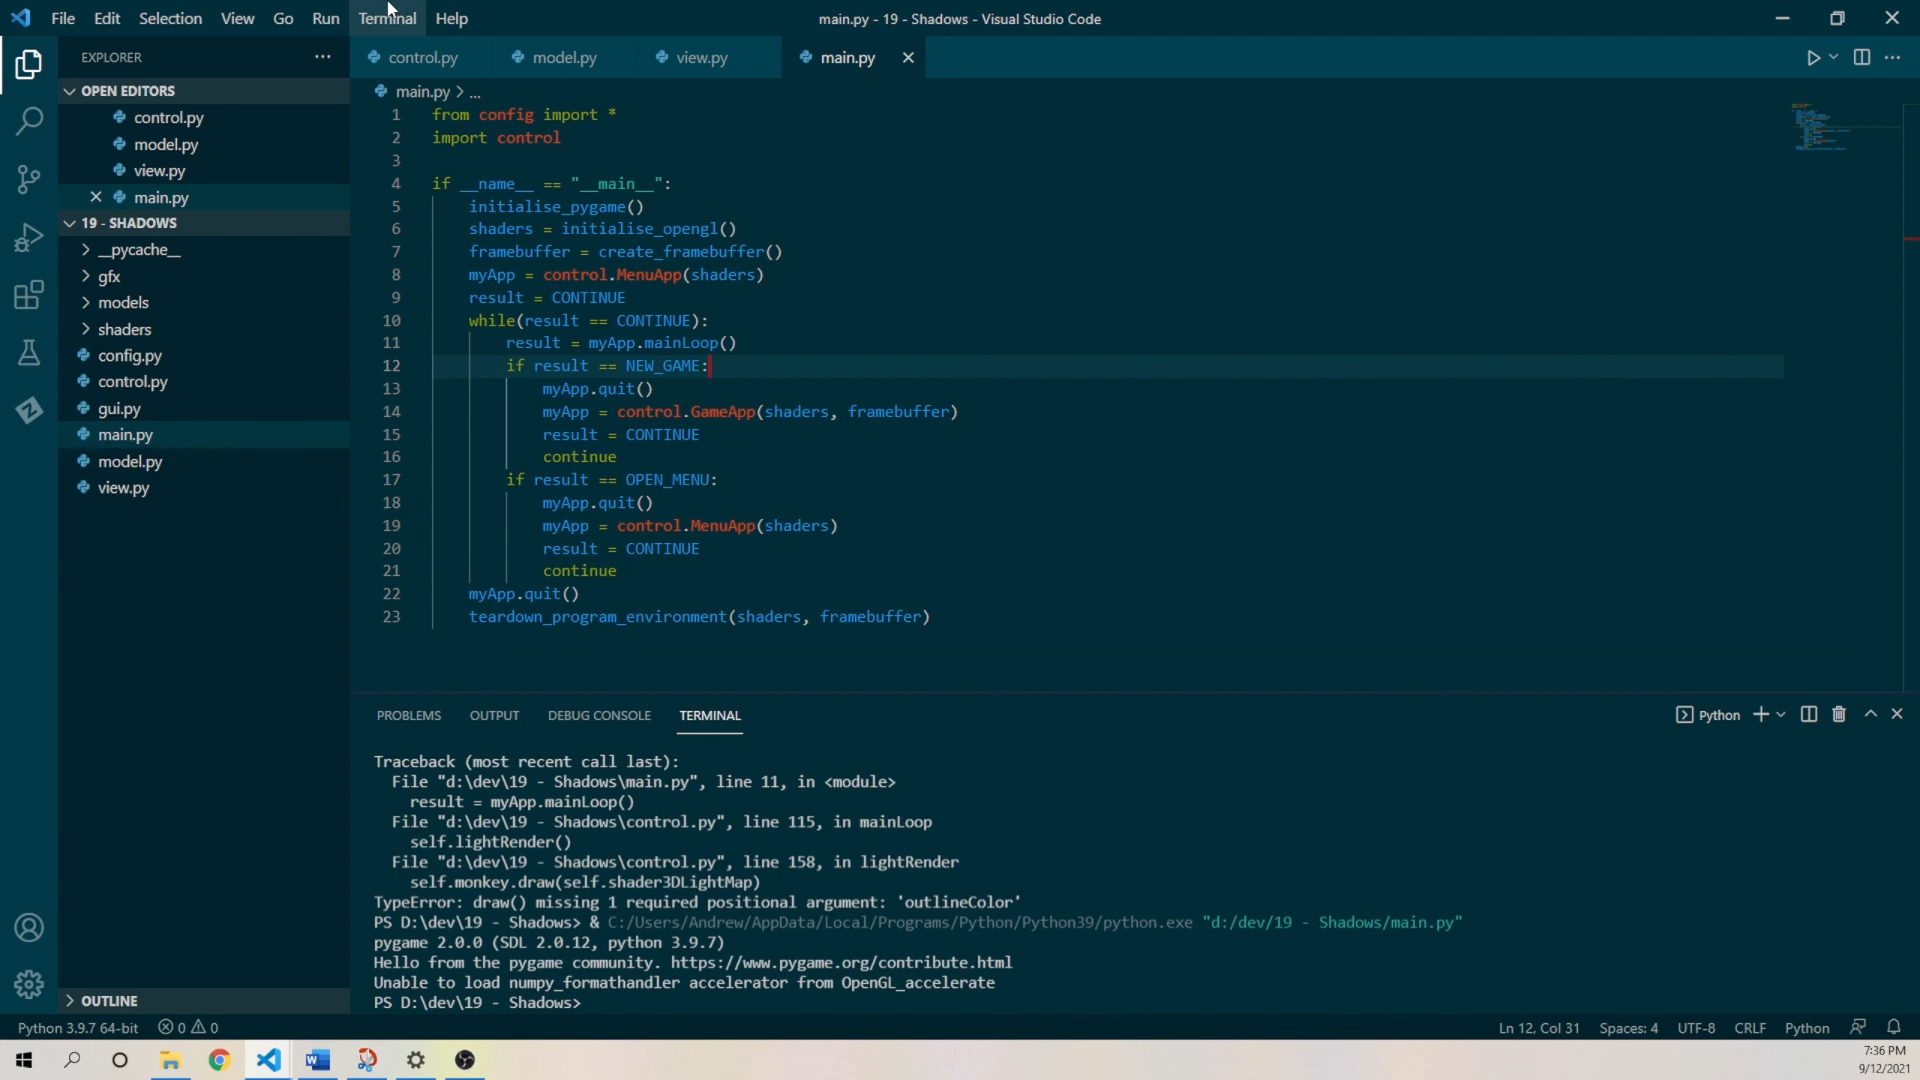 File Edit Selection View Go Run Terminal Help
main.py - 19 - Shadows - Visual Studio Code
EXPLORER
OPEN EDITORS
control.py
model.py
view.py
main.py
19 - SHADOWS
__pycache__
gfx
models
shaders
config.py
control.py
gui.py
main.py
model.py
view.py
OUTLINE
control.py model.py view.py main.py
main.py > ...
1 from config import *
2 import control
3
4 if __name__ == "__main__":
5 initialise_pygame()
6 shaders = initialise_opengl()
7 framebuffer = create_framebuffer()
8 myApp = control.MenuApp(shaders)
9 result = CONTINUE
10 while(result == CONTINUE):
11 result = myApp.mainLoop()
12 if result == NEW_GAME:
13 myApp.quit()
14 myApp = control.GameApp(shaders, framebuffer)
15 result = CONTINUE
16 continue
17 if result == OPEN_MENU:
18 myApp.quit()
19 myApp = control.MenuApp(shaders)
20 result = CONTINUE
21 continue
22 myApp.quit()
23 teardown_program_environment(shaders, framebuffer)
PROBLEMS OUTPUT DEBUG CONSOLE TERMINAL
Python
Traceback (most recent call last):
File "d:\dev\19 - Shadows\main.py", line 11, in <module>
result = myApp.mainLoop()
File "d:\dev\19 - Shadows\control.py", line 115, in mainLoop
self.lightRender()
File "d:\dev\19 - Shadows\control.py", line 158, in lightRender
self.monkey.draw(self.shader3DLightMap)
TypeError: draw() missing 1 required positional argument: 'outlineColor'
PS D:\dev\19 - Shadows> & C:/Users/Andrew/AppData/Local/Programs/Python/Python39/python.exe "d:/dev/19 - Shadows/main.py"
pygame 2.0.0 (SDL 2.0.12, python 3.9.7)
Hello from the pygame community. https://www.pygame.org/contribute.html
Unable to load numpy_formathandler accelerator from OpenGL_accelerate
PS D:\dev\19 - Shadows>
Python 3.9.7 64-bit 0 0
Ln 12, Col 31 Spaces: 4 UTF-8 CRLF Python
7:36 PM
9/12/2021